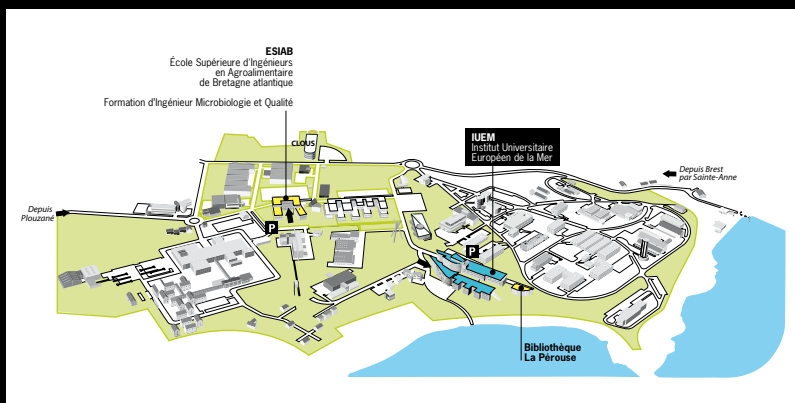 ESIAB
École Supérieure d'Ingénieurs
en Agroalimentaire
de Bretagne atlantique
Formation d'Ingénieur Microbiologie et Qualité
CLOUS
IUEM
Institut Universitaire
Européen de la Mer
Depuis Brest
par Sainte-Anne
Depuis
Plouzané
P
P
Bibliothèque
La Pérouse